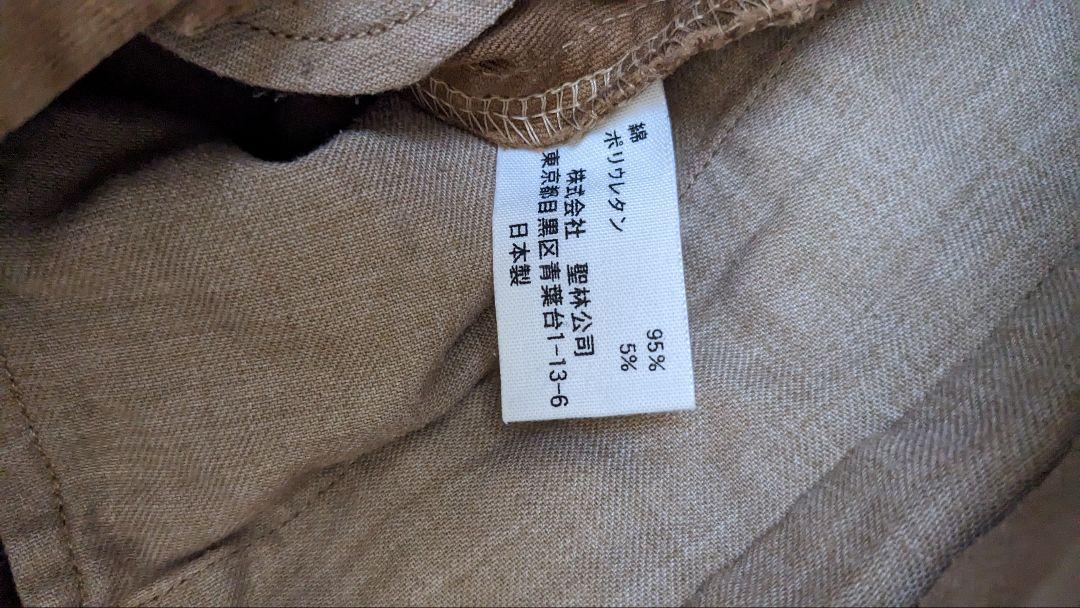 綿 95%
ポリウレタン 5%
株式会社 聖林公司
東京都目黒区青葉台1-13-6
日本製